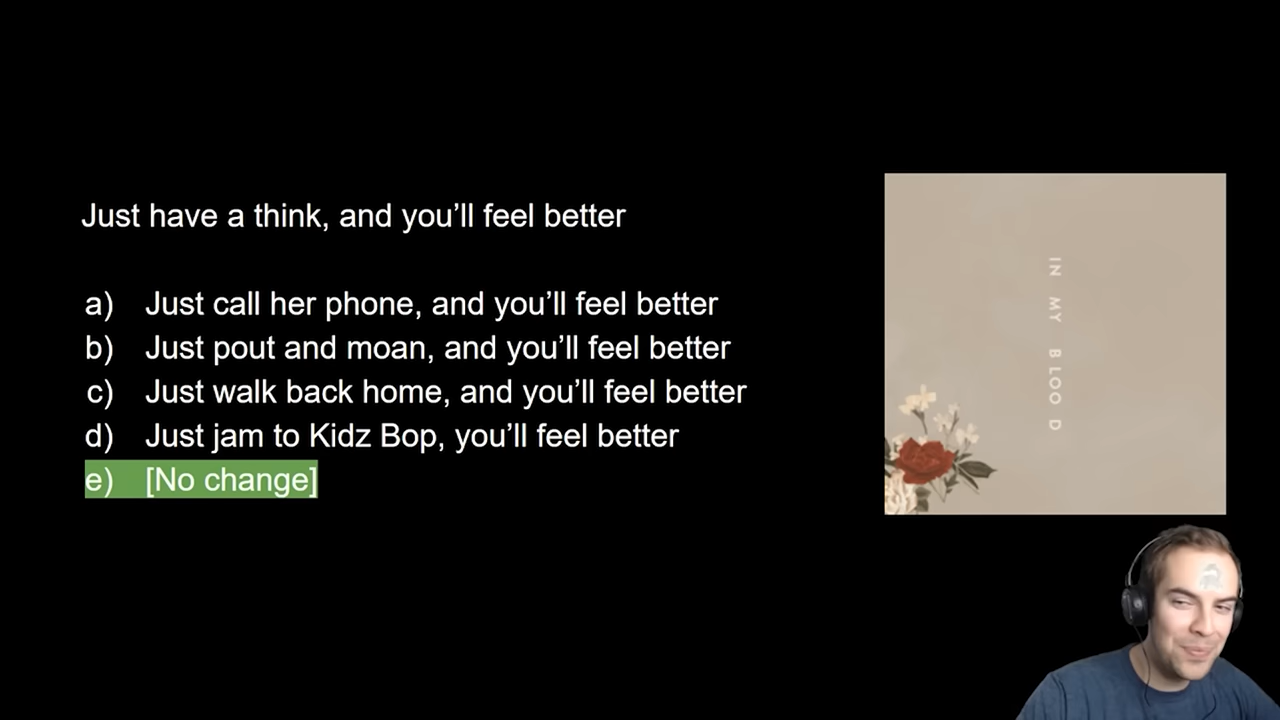 Just have a think, and you’ll feel better
a) Just call her phone, and you’ll feel better
b) Just pout and moan, and you’ll feel better
c) Just walk back home, and you’ll feel better
d) Just jam to Kidz Bop, you’ll feel better
e) [No change]
IN MY BLOOD